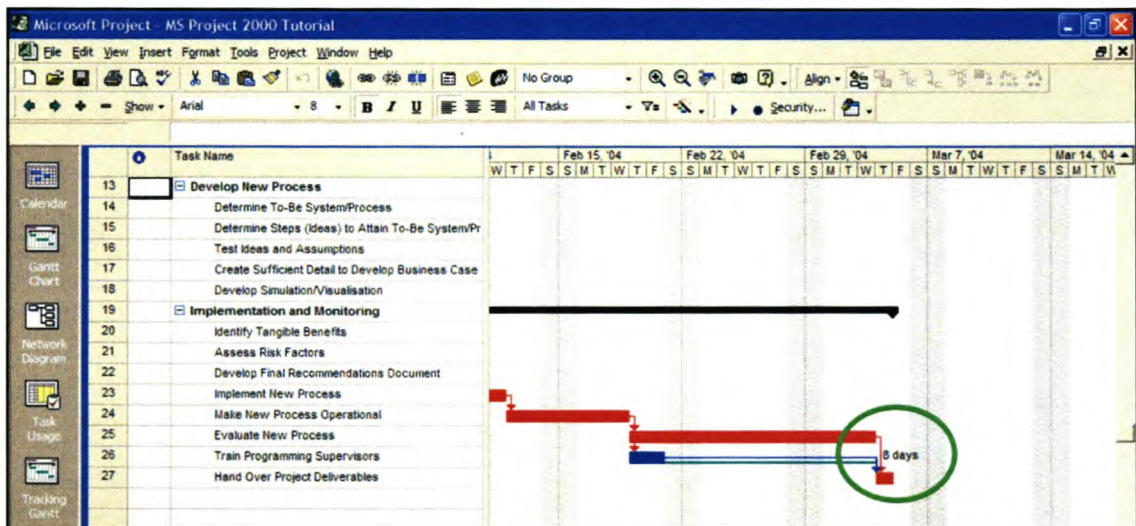 Microsoft Project - MS Project 2000 Tutorial
File Edit View Insert Format Tools Project Window Help
No Group Align
Show Arial 8 B I U All Tasks Security...
Task Name Feb 15, '04 Feb 22, '04 Feb 29, '04 Mar 7, '04 Mar 14, '04
W T F S S M T W T F S S M T W T F S S M T W T F S S M T W T F S S M T W
13 Develop New Process
Calendar
14 Determine To-Be System/Process
15 Determine Steps (Ideas) to Attain To-Be System/Pr
16 Test Ideas and Assumptions
Gantt
Chart
17 Create Sufficient Detail to Develop Business Case
18 Develop Simulation/Visualisation
19 Implementation and Monitoring
20 Identify Tangible Benefits
Network
Diagram
21 Assess Risk Factors
22 Develop Final Recommendations Document
23 Implement New Process
24 Make New Process Operational
Task
Usage
25 Evaluate New Process
26 Train Programming Supervisors 8 days
27 Hand Over Project Deliverables
Tracking
Gantt